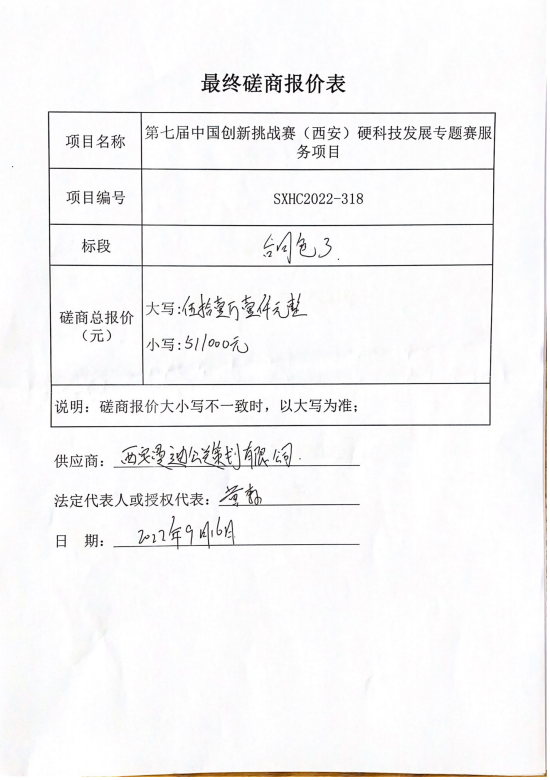 最终磋商报价表
项目名称
第七届中国创新挑战赛（西安）硬科技发展专题赛服
务项目
项目编号
SXHC2022-318
标段
合同包3.
磋商总报价
（元）
大写:伍拾壹万壹仟元整
小写:511000元
说明：磋商报价大小写不一致时，以大写为准；
供应商：西安曼迪公关策划有限公司.
法定代表人或授权代表：黄
日 期：2022年9月16日